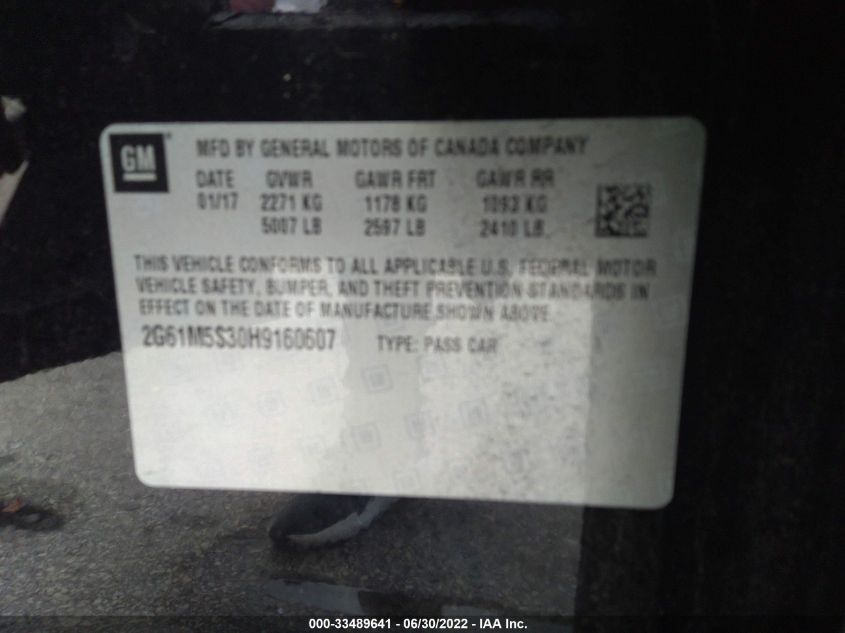 GM
MFD BY GENERAL MOTORS OF CANADA COMPANY
DATE GVWR GAWR FRT GAWR RR
01/17 2271 KG 1178 KG 1093 KG
5007 LB 2597 LB 2410 LB
THIS VEHICLE CONFORMS TO ALL APPLICABLE U.S. FEDERAL MOTOR
VEHICLE SAFETY, BUMPER, AND THEFT PREVENTION STANDARDS IN
EFFECT ON THE DATE OF MANUFACTURE SHOWN ABOVE.
2G61M5S30H9160607 TYPE: PASS CAR
000-33489641 - 06/30/2022 - IAA Inc.